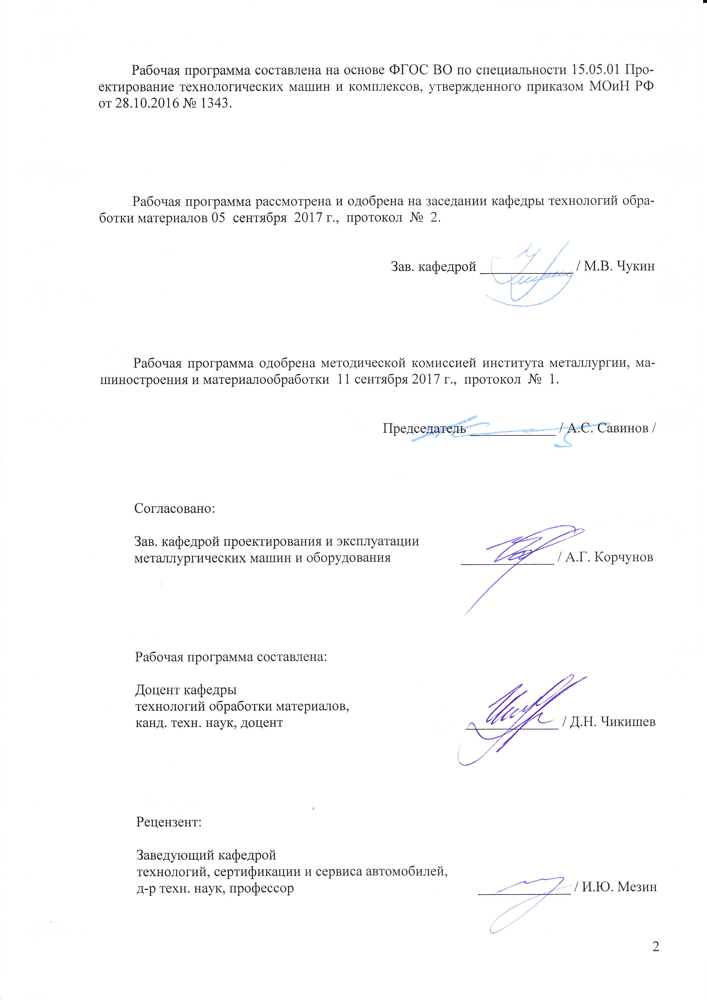 Рабочая программа составлена на основе ФГОС ВО по специальности 15.05.01 Про-
ектирование технологических машин и комплексов, утвержденного приказом МОиН РФ
от 28.10.2016 № 1343.
Рабочая программа рассмотрена и одобрена на заседании кафедры технологий обра-
ботки материалов 05 сентября 2017 г., протокол № 2.
Зав. кафедрой _____________ / М.В. Чукин
Рабочая программа одобрена методической комиссией института металлургии, ма-
шиностроения и материалообработки 11 сентября 2017 г., протокол № 1.
Председатель ____________ / А.С. Савинов /
Согласовано:
Зав. кафедрой проектирования и эксплуатации
металлургических машин и оборудования _____________ / А.Г. Корчунов
Рабочая программа составлена:
Доцент кафедры
технологий обработки материалов,
канд. техн. наук, доцент _____________ / Д.Н. Чикишев
Рецензент:
Заведующий кафедрой
технологий, сертификации и сервиса автомобилей,
д-р техн. наук, профессор _____________ / И.Ю. Мезин
2